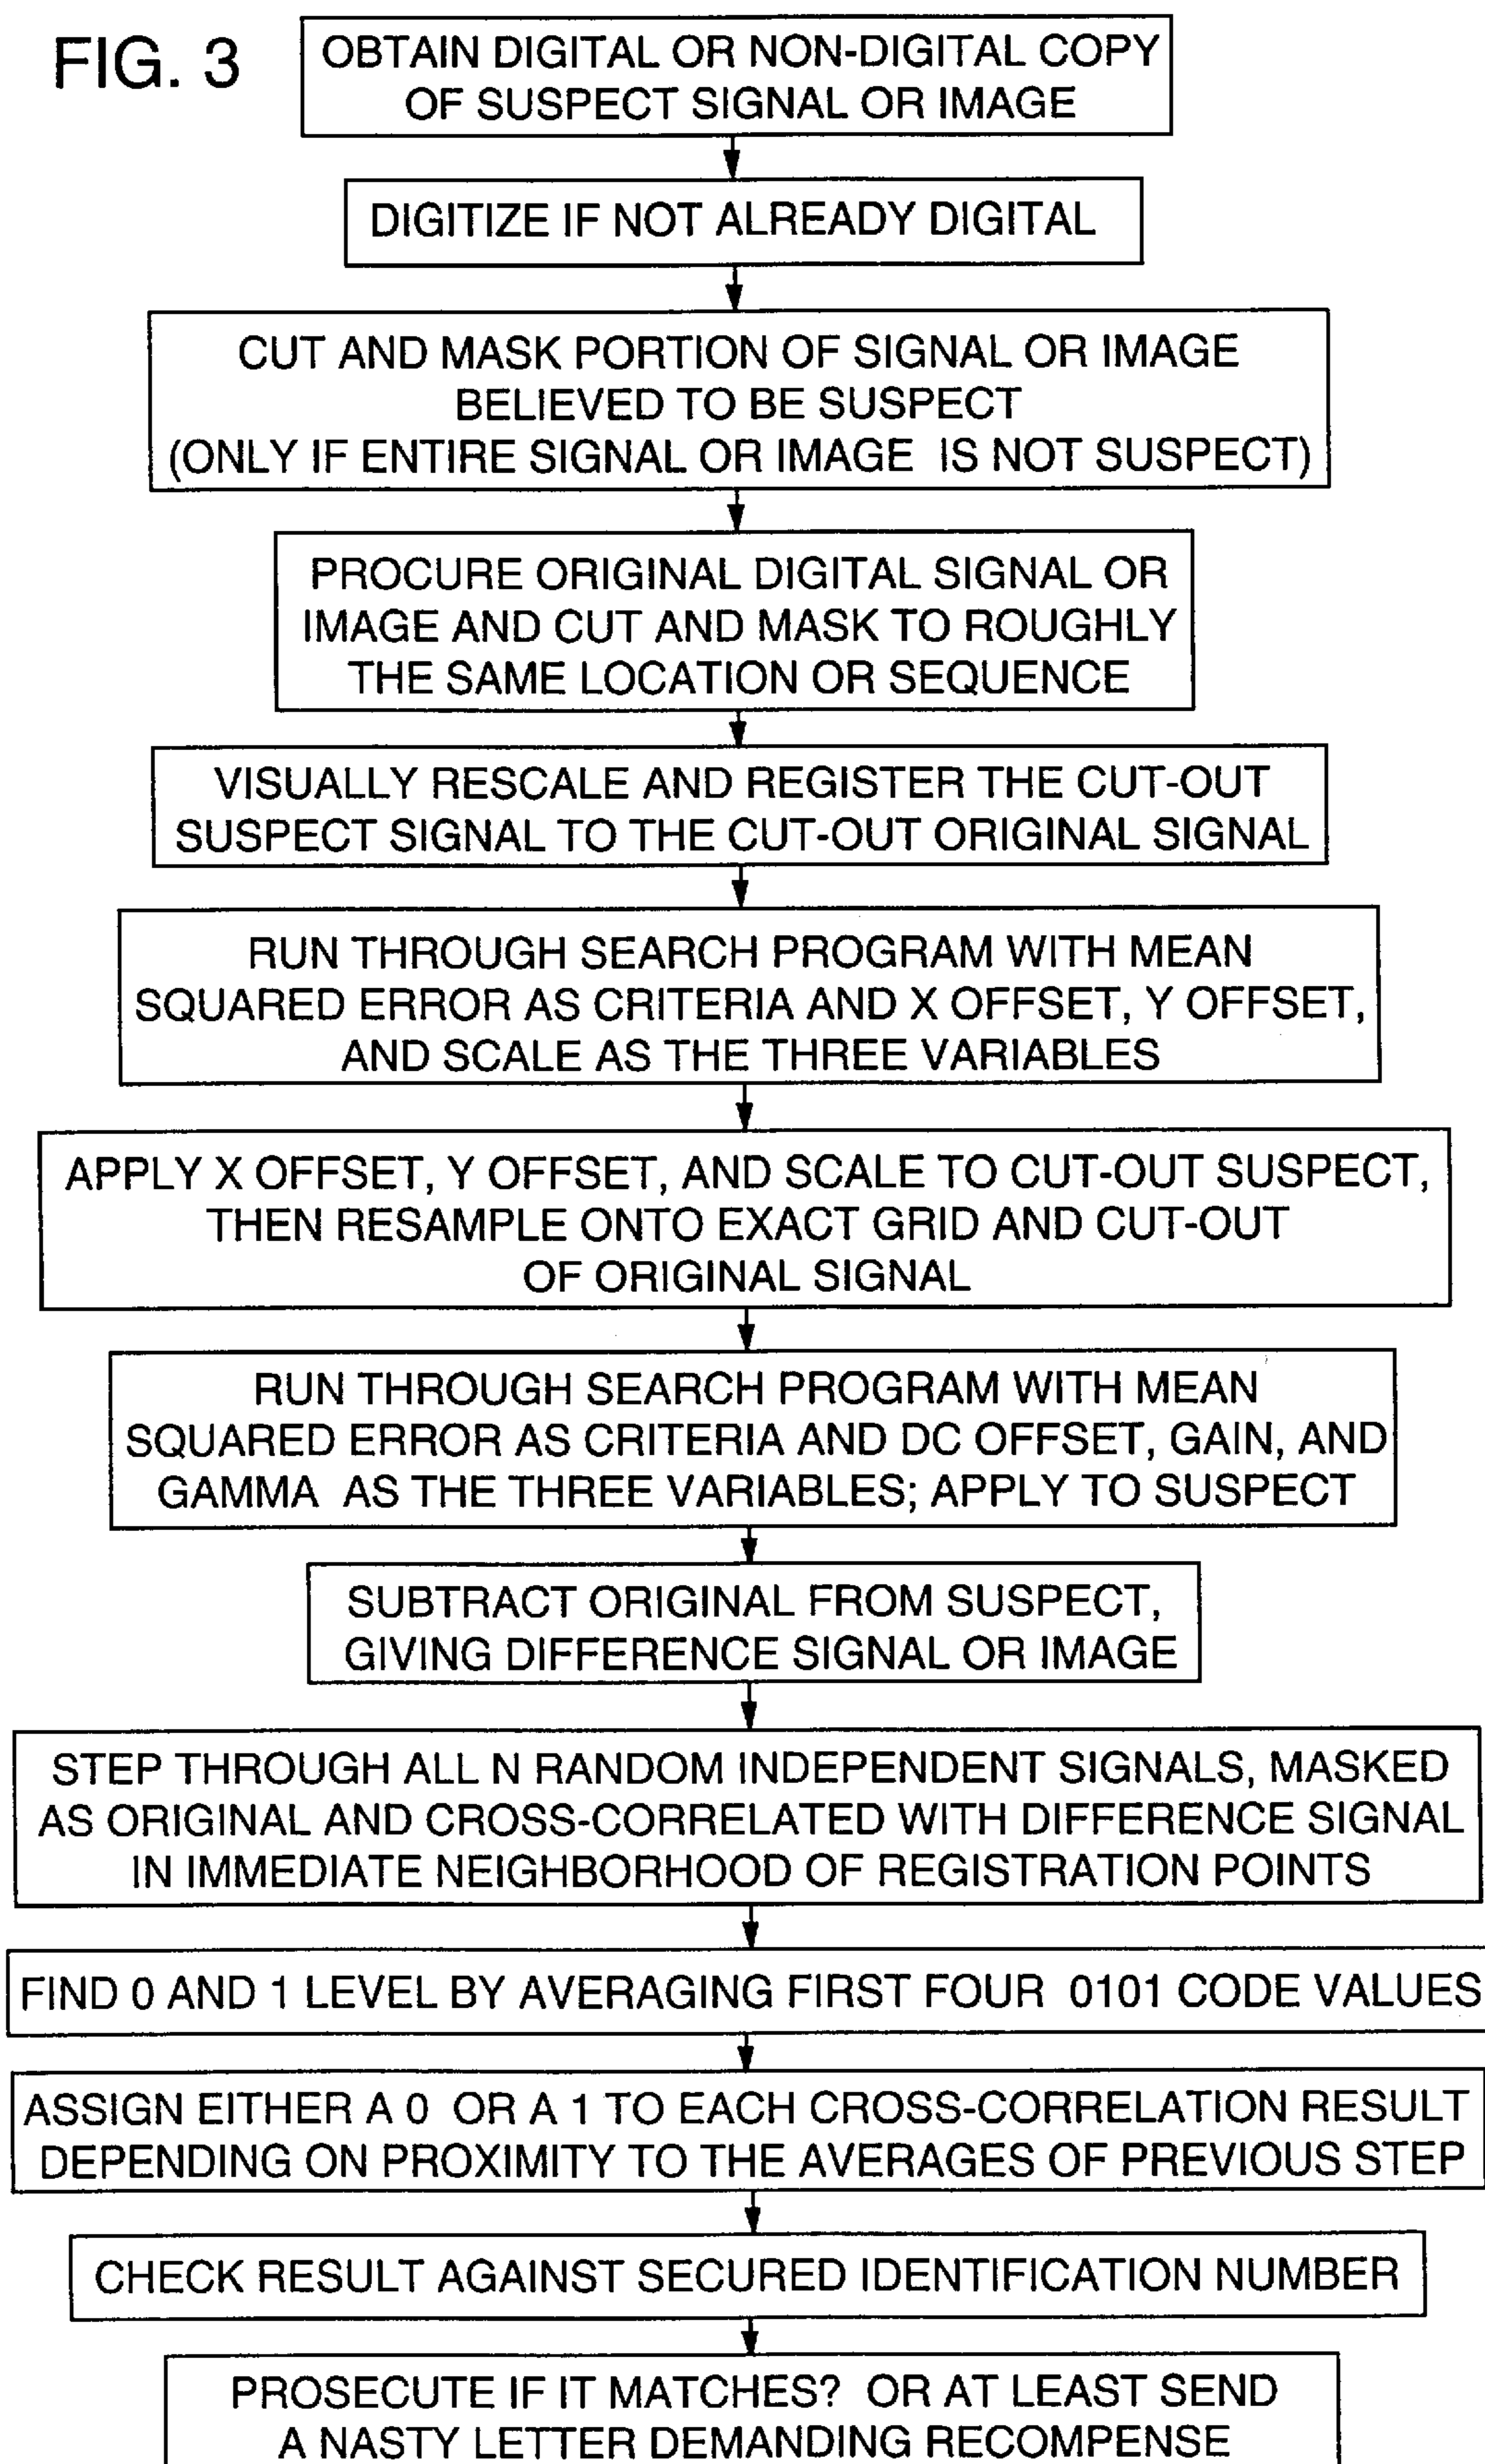 FIG. 3
OBTAIN DIGITAL OR NON-DIGITAL COPY
OF SUSPECT SIGNAL OR IMAGE
DIGITIZE IF NOT ALREADY DIGITAL
CUT AND MASK PORTION OF SIGNAL OR IMAGE
BELIEVED TO BE SUSPECT
(ONLY IF ENTIRE SIGNAL OR IMAGE IS NOT SUSPECT)
PROCURE ORIGINAL DIGITAL SIGNAL OR
IMAGE AND CUT AND MASK TO ROUGHLY
THE SAME LOCATION OR SEQUENCE
VISUALLY RESCALE AND REGISTER THE CUT-OUT
SUSPECT SIGNAL TO THE CUT-OUT ORIGINAL SIGNAL
RUN THROUGH SEARCH PROGRAM WITH MEAN
SQUARED ERROR AS CRITERIA AND X OFFSET, Y OFFSET,
AND SCALE AS THE THREE VARIABLES
APPLY X OFFSET, Y OFFSET, AND SCALE TO CUT-OUT SUSPECT,
THEN RESAMPLE ONTO EXACT GRID AND CUT-OUT
OF ORIGINAL SIGNAL
RUN THROUGH SEARCH PROGRAM WITH MEAN
SQUARED ERROR AS CRITERIA AND DC OFFSET, GAIN, AND
GAMMA AS THE THREE VARIABLES; APPLY TO SUSPECT
SUBTRACT ORIGINAL FROM SUSPECT,
GIVING DIFFERENCE SIGNAL OR IMAGE
STEP THROUGH ALL N RANDOM INDEPENDENT SIGNALS, MASKED
AS ORIGINAL AND CROSS-CORRELATED WITH DIFFERENCE SIGNAL
IN IMMEDIATE NEIGHBORHOOD OF REGISTRATION POINTS
FIND 0 AND 1 LEVEL BY AVERAGING FIRST FOUR 0101 CODE VALUES
ASSIGN EITHER A 0 OR A 1 TO EACH CROSS-CORRELATION RESULT
DEPENDING ON PROXIMITY TO THE AVERAGES OF PREVIOUS STEP
CHECK RESULT AGAINST SECURED IDENTIFICATION NUMBER
PROSECUTE IF IT MATCHES? OR AT LEAST SEND
A NASTY LETTER DEMANDING RECOMPENSE